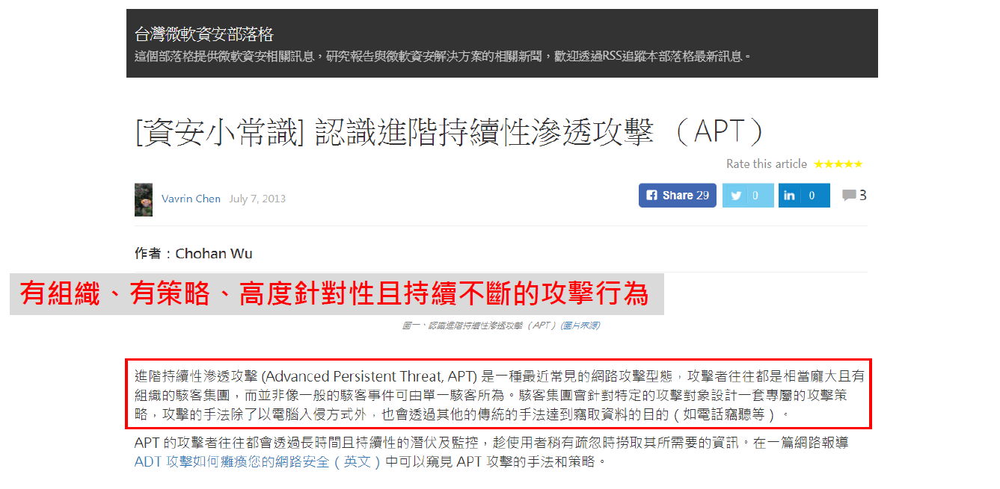 台灣微軟資安部落格
這個部落格提供微軟資安相關訊息，研究報告與微軟資安解決方案的相關新聞，歡迎透過RSS追蹤本部落格最新訊息。
[資安小常識] 認識進階持續性滲透攻擊 （APT）
Rate this article ★★★★★
Vavrin Chen July 7, 2013
Share 29 0 in 0 3
作者：Chohan Wu
有組織、有策略、高度針對性且持續不斷的攻擊行為
圖一、認識進階持續性滲透攻擊 （APT）(圖片來源)
進階持續性滲透攻擊 (Advanced Persistent Threat, APT) 是一種最近常見的網路攻擊型態，攻擊者往往都是相當龐大且有
組織的駭客集團，而並非像一般的駭客事件可由單一駭客所為。駭客集團會針對特定的攻擊對象設計一套專屬的攻擊策
略，攻擊的手法除了以電腦入侵方式外，也會透過其他的傳統的手法達到竊取資料的目的（如電話竊聽等）。
APT 的攻擊者往往都會透過長時間且持續性的潛伏及監控，趁使用者稍有疏忽時撈取其所需要的資訊。在一篇網路報導
ADT 攻擊如何癱瘓您的網路安全（英文）中可以窺見 APT 攻擊的手法和策略。